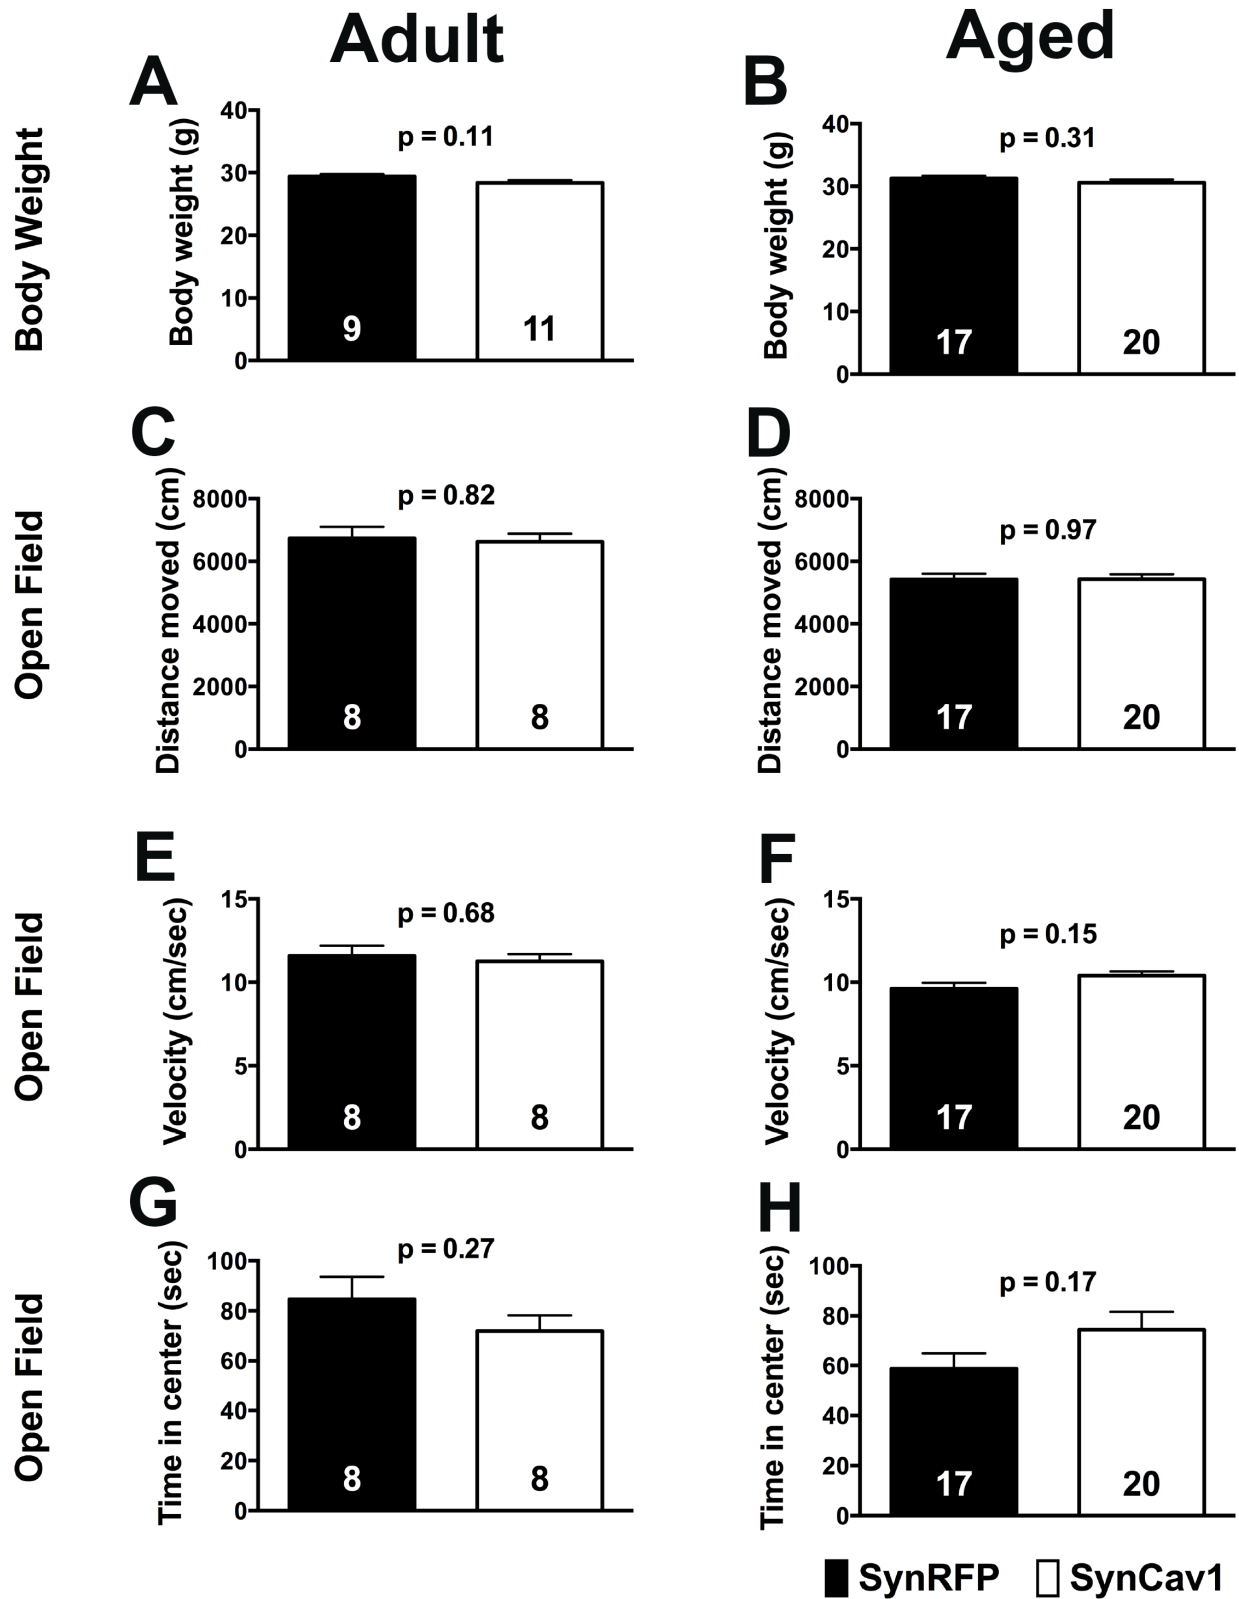 Adult
Aged
Body Weight
A
Body weight (g)
40
30
20
10
0
p = 0.11
9
11
B
Body weight (g)
40
30
20
10
0
p = 0.31
17
20
Open Field
C
Distance moved (cm)
8000
6000
4000
2000
0
p = 0.82
8
8
D
Distance moved (cm)
8000
6000
4000
2000
0
p = 0.97
17
20
Open Field
E
Velocity (cm/sec)
15
10
5
0
p = 0.68
8
8
F
Velocity (cm/sec)
15
10
5
0
p = 0.15
17
20
Open Field
G
Time in center (sec)
100
80
60
40
20
0
p = 0.27
8
8
H
Time in center (sec)
100
80
60
40
20
0
p = 0.17
17
20
SynRFP
SynCav1